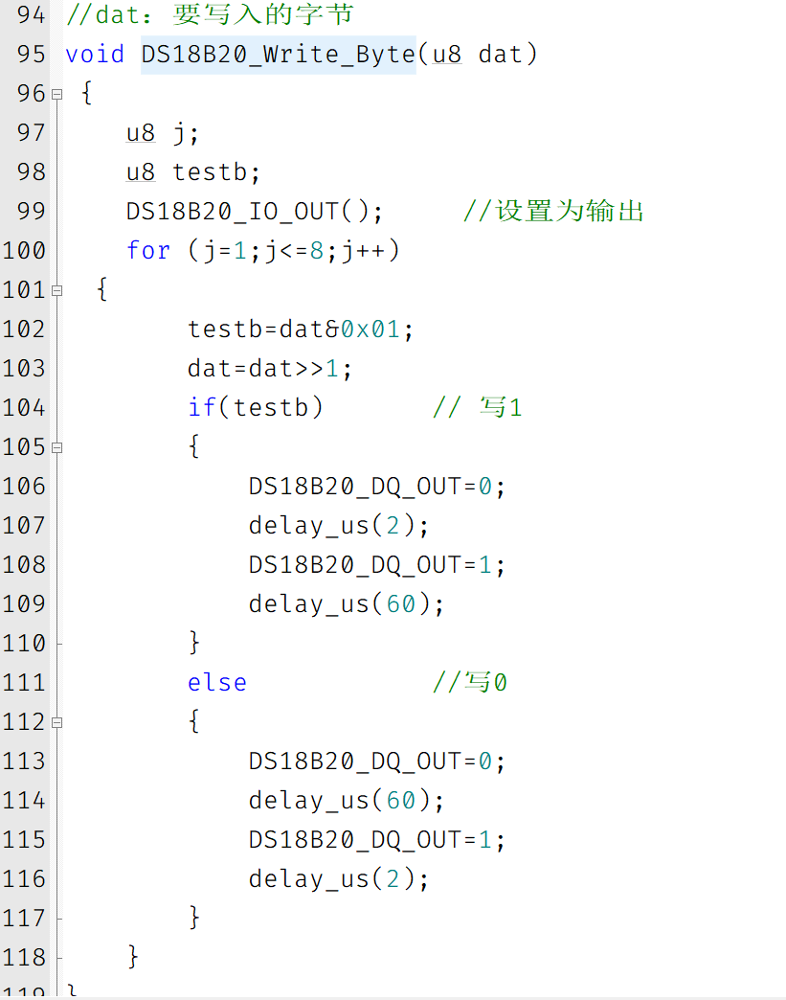 94 //dat: 要写入的字节
95 void DS18B20_Write_Byte(u8 dat)
96 {
97 u8 j;
98 u8 testb;
99 DS18B20_IO_OUT(); //设置为输出
100 for (j=1;j<=8;j++)
101 {
102 testb=dat&0x01;
103 dat=dat>>1;
104 if(testb) // 写1
105 {
106 DS18B20_DQ_OUT=0;
107 delay_us(2);
108 DS18B20_DQ_OUT=1;
109 delay_us(60);
110 }
111 else //写0
112 {
113 DS18B20_DQ_OUT=0;
114 delay_us(60);
115 DS18B20_DQ_OUT=1;
116 delay_us(2);
117 }
118 }
119 }